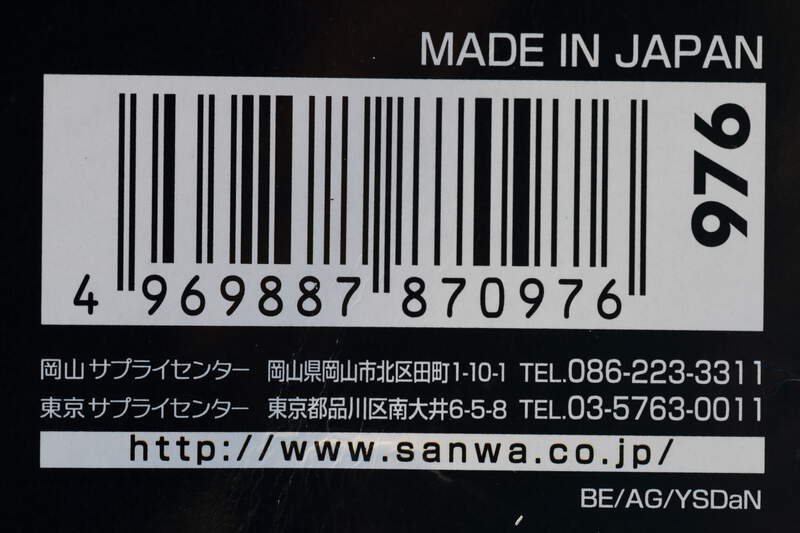 MADE IN JAPAN
976
4 969887 870976
岡山 サプライセンター 岡山県岡山市北区田町1-10-1 TEL.086-223-3311
東京 サプライセンター 東京都品川区南大井6-5-8 TEL.03-5763-0011
http://www.sanwa.co.jp/
BE/AG/YSDaN